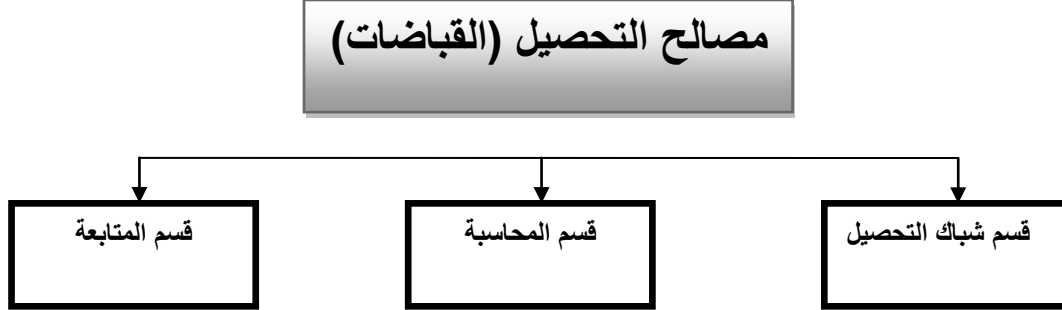 مصالح التحصيل (القباضات)
قسم شباك التحصيل
قسم المحاسبة
قسم المتابعة